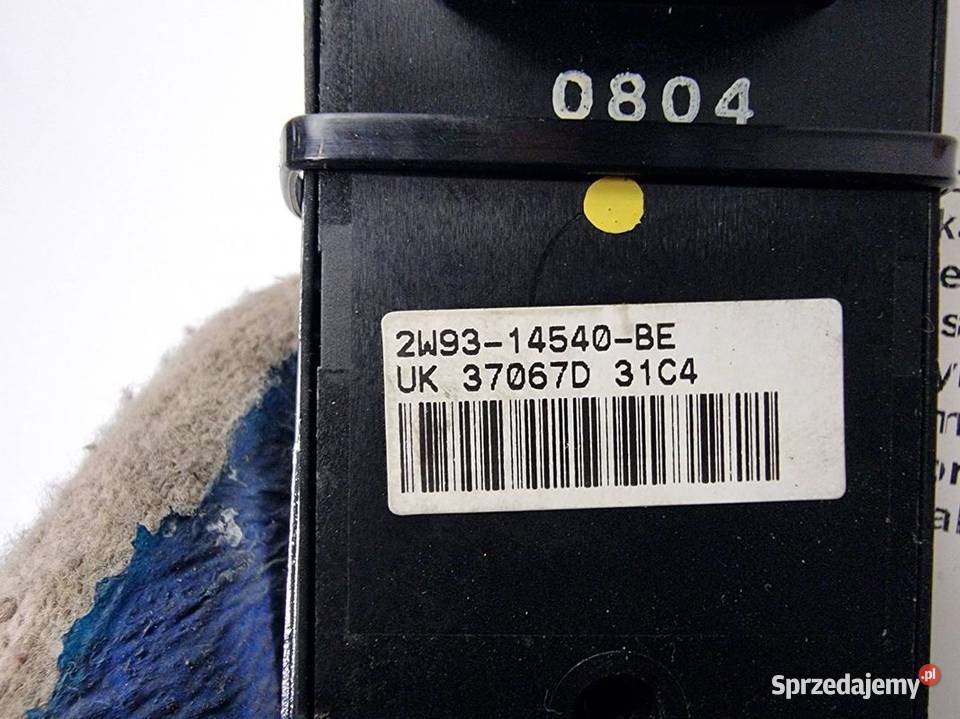 0804
2W93-14540-BE
UK 37067D 31C4
Sprzedajemy.pl